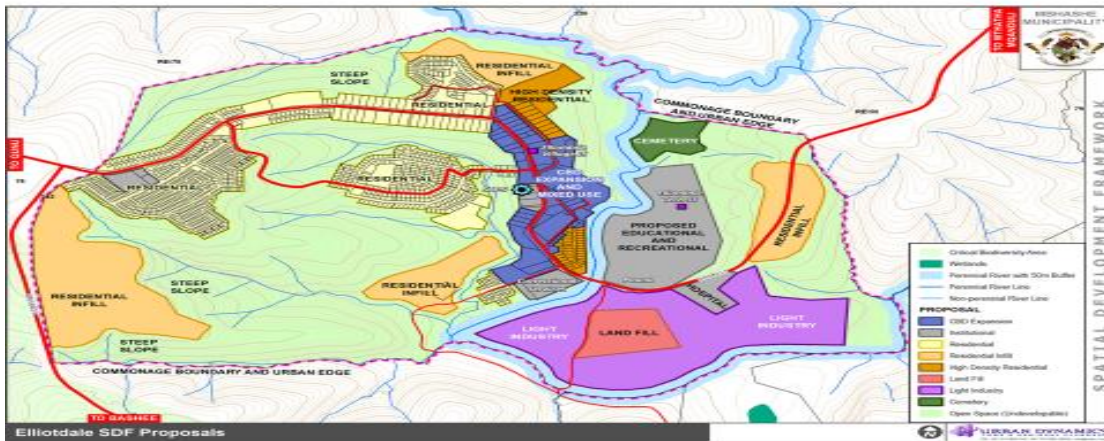 MBHASHE
MUNICIPALITY
TO MTHATHA
MQANDULI
STEEP
SLOPE
RESIDENTIAL
INFILL
HIGH DENSITY
RESIDENTIAL
RESIDENTIAL
COMMONAGE BOUNDARY
AND URBAN EDGE
CEMETERY
RESIDENTIAL
RESIDENTIAL
CBD
EXPANSION
AND
MIXED USE
PROPOSED
EDUCATIONAL
AND
RECREATIONAL
RESIDENTIAL
INFILL
RESIDENTIAL
INFILL
STEEP
SLOPE
RESIDENTIAL
INFILL
HOSPITAL
LIGHT
INDUSTRY
LAND FILL
LIGHT
INDUSTRY
STEEP
SLOPE
COMMONAGE BOUNDARY AND URBAN EDGE
TO BASHEE
SPATIAL DEVELOPMENT FRAMEWORK
Critical Biodiversity Area
Wetlands
Perennial River with 50m Buffer
Perennial River Line
Non-perennial River Line
PROPOSAL
CBD Expansion
Institutional
Residential
Residential Infill
High Density Residential
Land Fill
Light Industry
Cemetery
Open Space (Undevelopable)
Elliotdale SDF Proposals
URBAN DYNAMICS